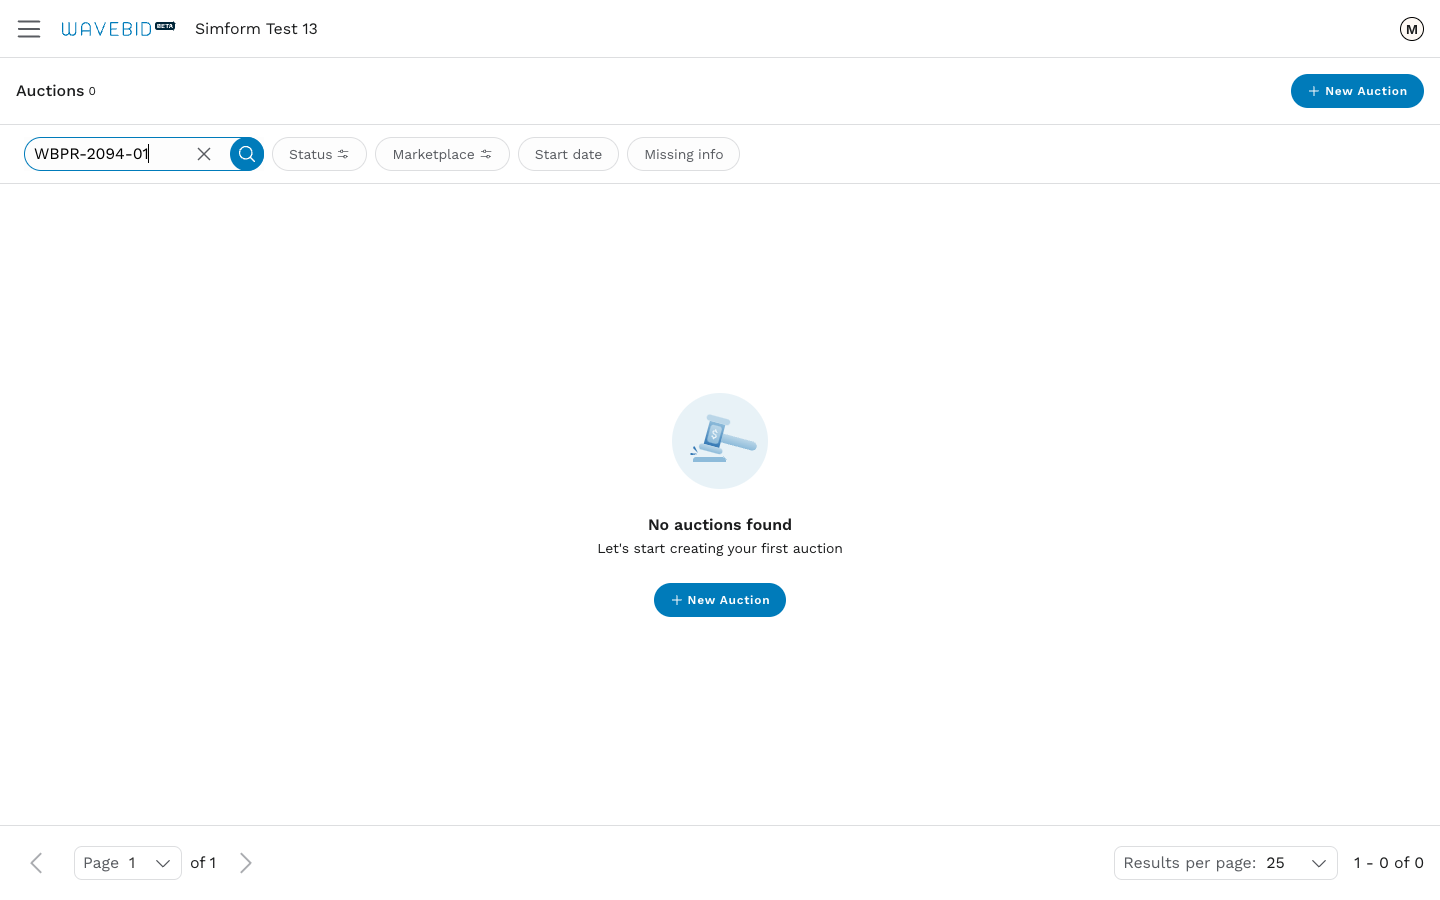 WAVEBID BETA Simform Test 13 M
Auctions 0 + New Auction
WBPR-2094-01 Status Marketplace Start date Missing info
$
No auctions found
Let's start creating your first auction
+ New Auction
Page 1 of 1 Results per page: 25 1 - 0 of 0